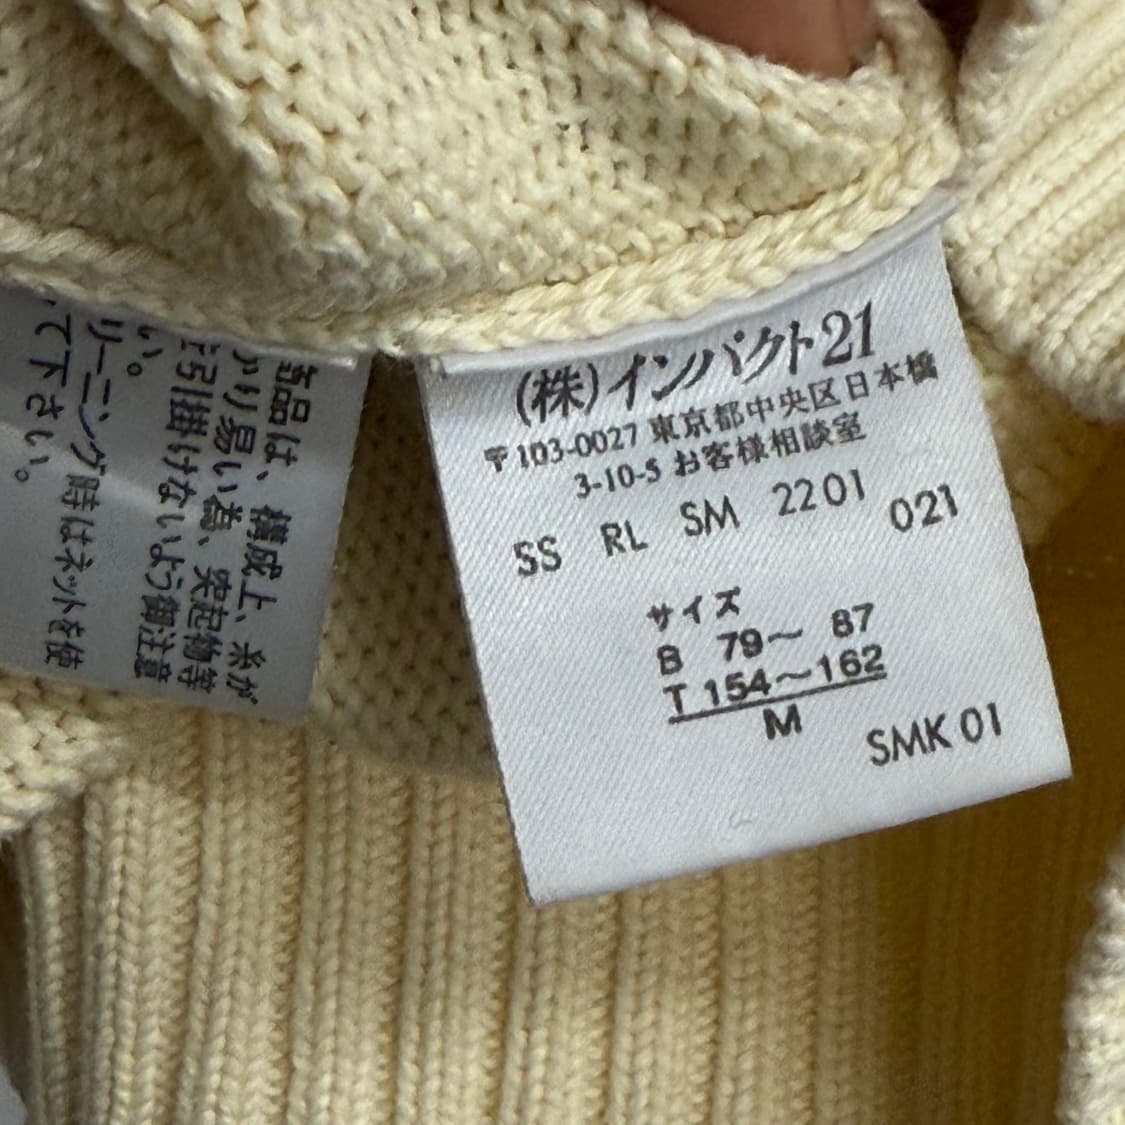 (株)インパクト21
〒103-0027 東京都中央区日本橋
3-10-5 お客様相談室
SS RL SM 2201
021
サイズ
B 79〜 87
T 154〜162
M
SMK 01
当品は、構成上、糸が
かり易い為、突起物等
引掛けないよう御注意
い。
リーニング時はネットを使
て下さい。